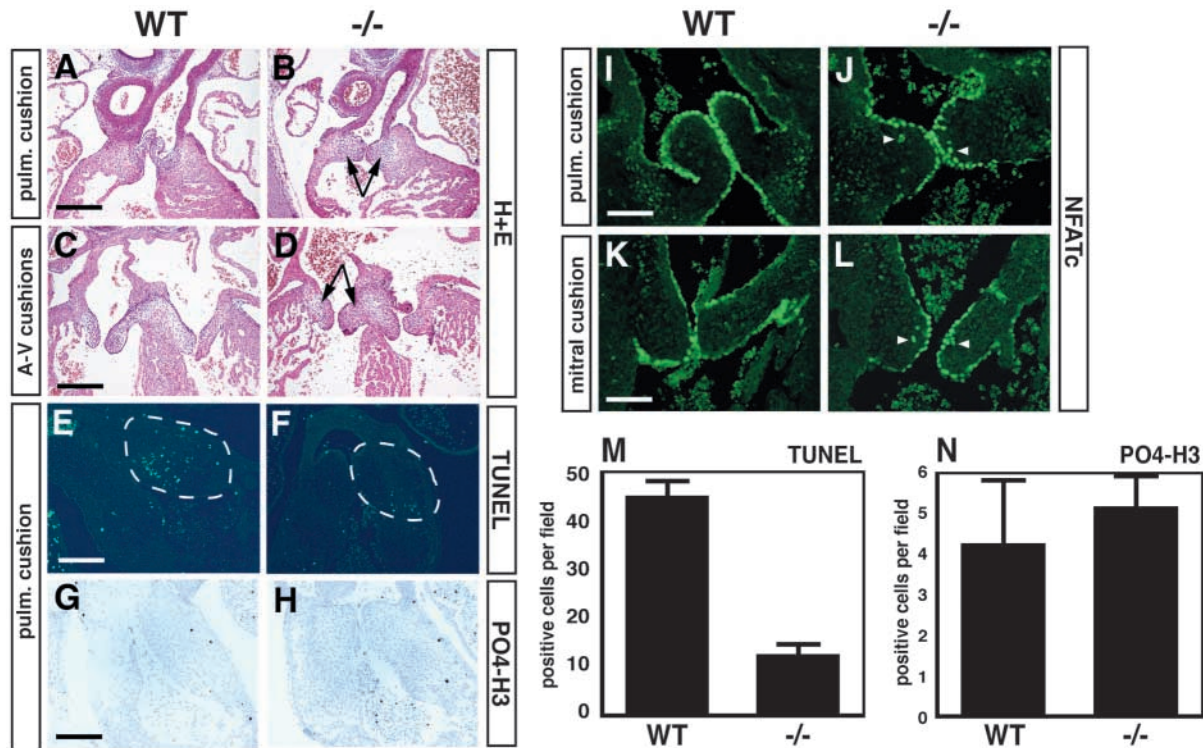 WT
-/-
A
B
pulm. cushion
C
D
A-V cushions
H+E
E
F
TUNEL
G
H
pulm. cushion
PO4-H3
WT
-/-
I
J
pulm. cushion
K
L
mitral cushion
NFATc
M
TUNEL
positive cells per field
50
40
30
20
10
0
WT
-/-
N
PO4-H3
positive cells per field
6
5
4
3
2
1
0
WT
-/-